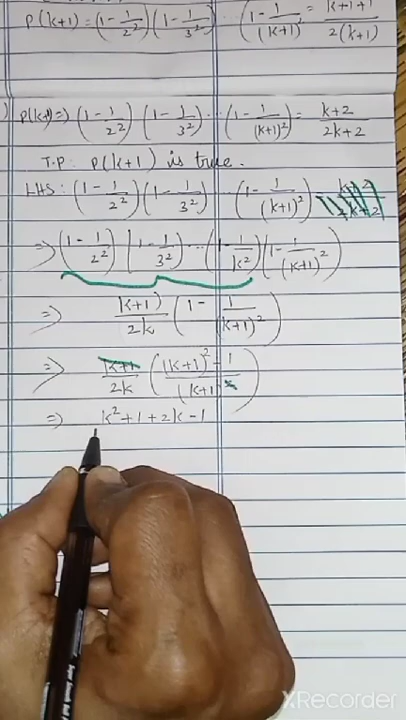 P(k+1) = (1 - 1/2²)(1 - 1/3²) ... (1 - 1/(k+1)²) = k+1+1/2(k+1)
P(k+1) => (1 - 1/2²)(1 - 1/3²) ... (1 - 1/(k+1)²) = k+2/2k+2
T.P: P(k+1) is true.
LHS: (1 - 1/2²)(1 - 1/3²) (1 - 1/(k+1)²)
=> (1 - 1/2²)(1 - 1/3²) ... (1 - 1/k²)(1 - 1/(k+1)²)
=> (k+1)/2k (1 - 1/(k+1)²)
=> (k+1)/2k ((k+1)² - 1/(k+1)²)
=> k² + 1 + 2k - 1
XRecorder